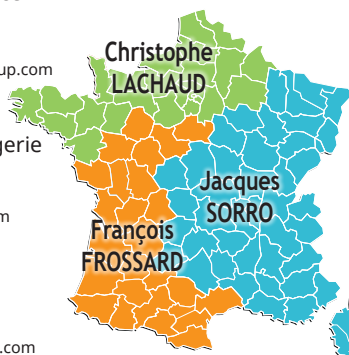 Christophe
LACHAUD
up.com
gerie
Jacques
SORRO
m
François
FROSSARD
.com